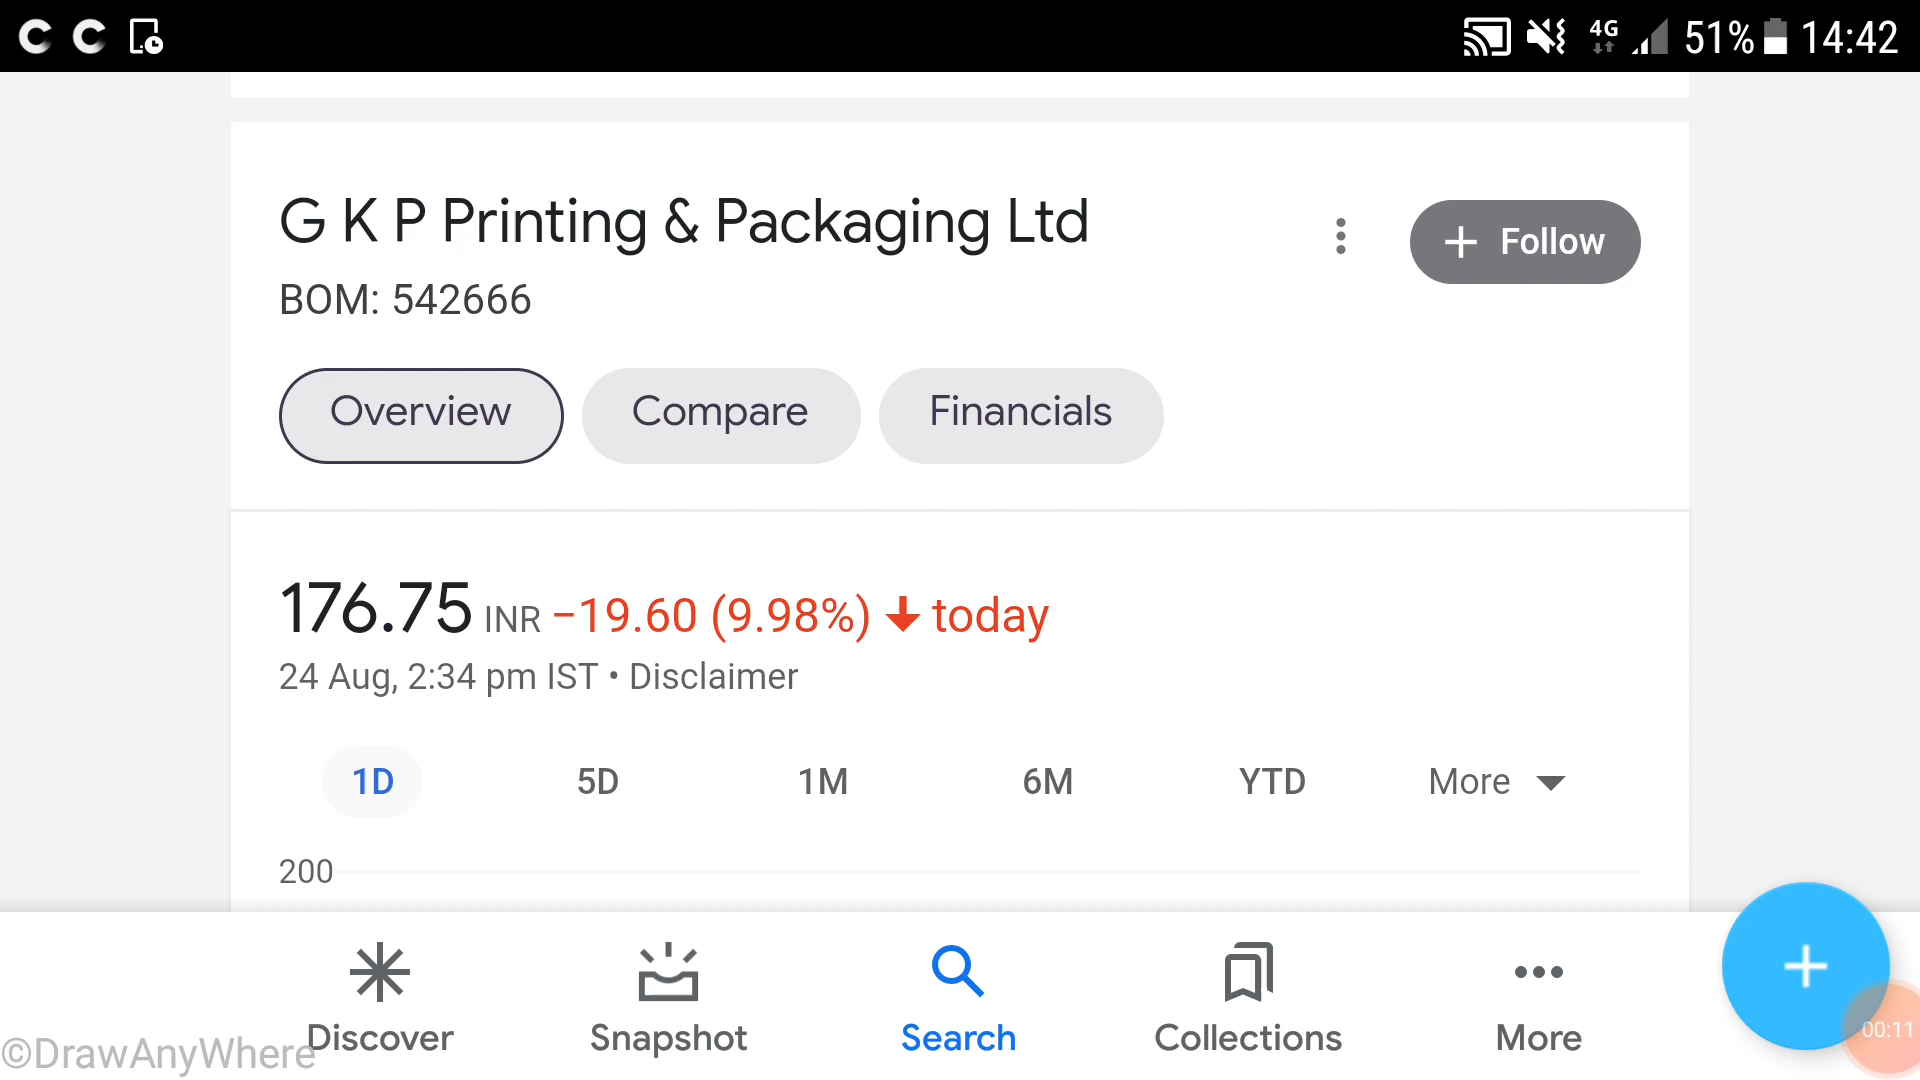 4G 51% 14:42
G K P Printing & Packaging Ltd
+ Follow
BOM: 542666
Overview Compare Financials
176.75 INR −19.60 (9.98%) ↓ today
24 Aug, 2:34 pm IST • Disclaimer
1D 5D 1M 6M YTD More
200
Discover Snapshot Search Collections More
00:11
©DrawAnyWhere